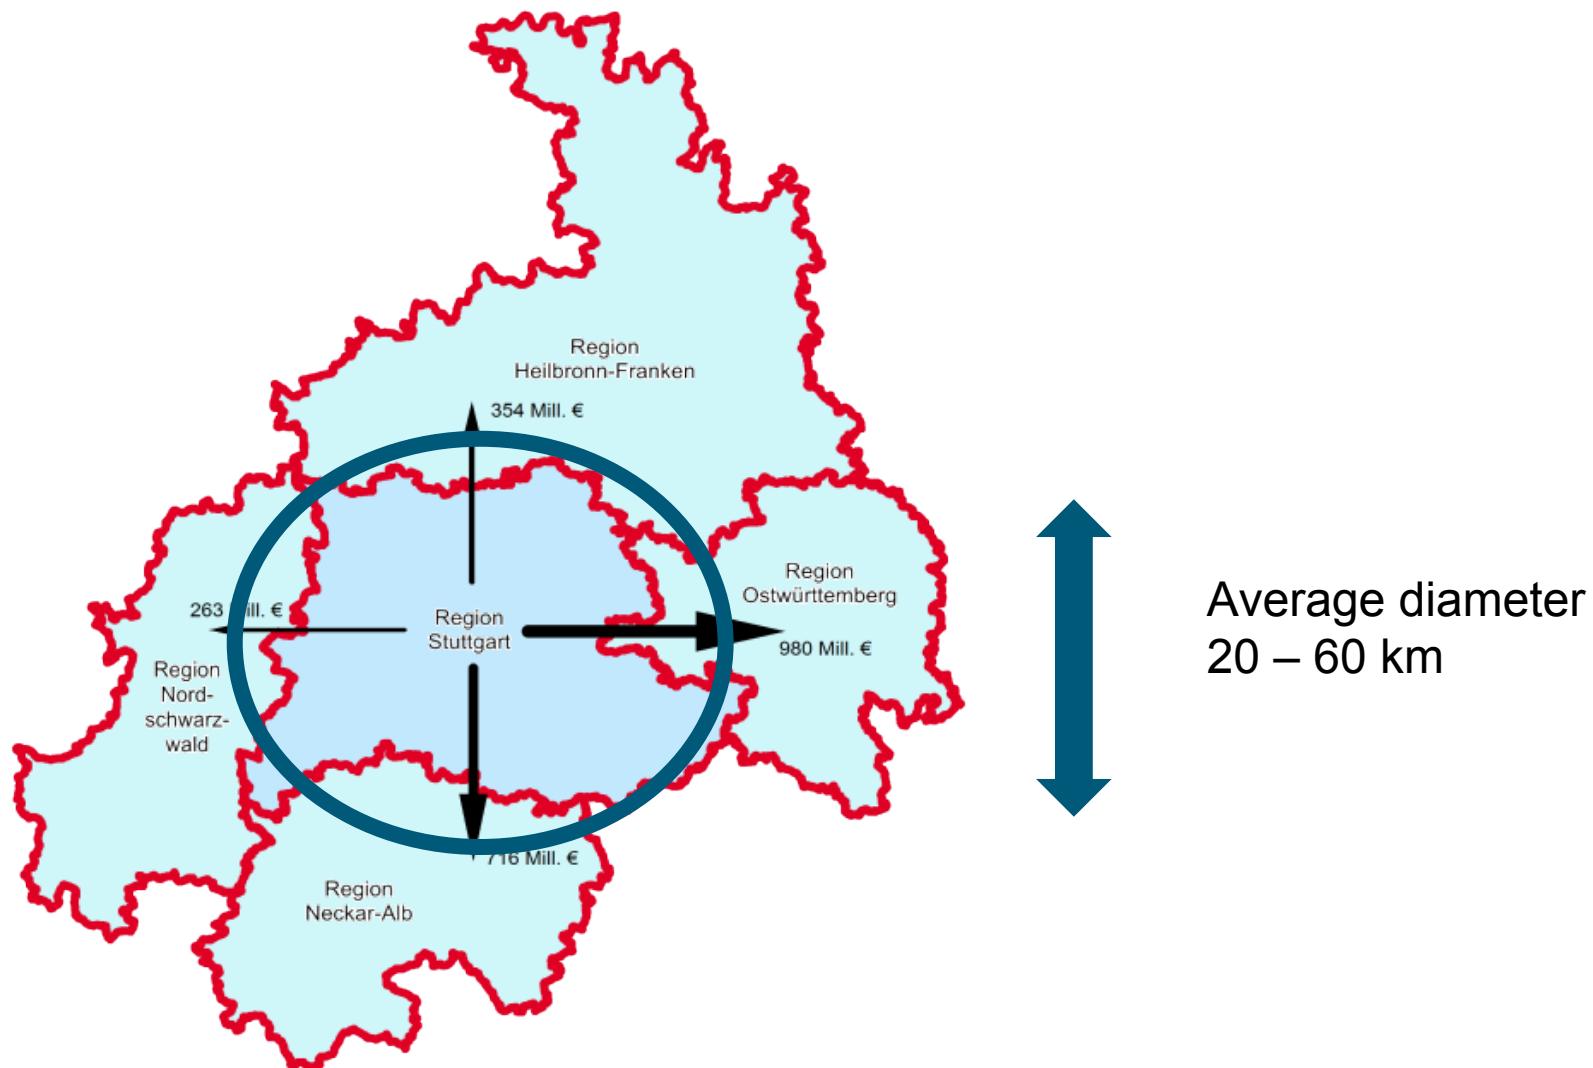 Region
Heilbronn-Franken
354 Mill. €
Region
Ostwürttemberg
980 Mill. €
263 Mill. €
Region
Stuttgart
Region
Nord-
schwarz-
wald
716 Mill. €
Region
Neckar-Alb
Average diameter
20 – 60 km